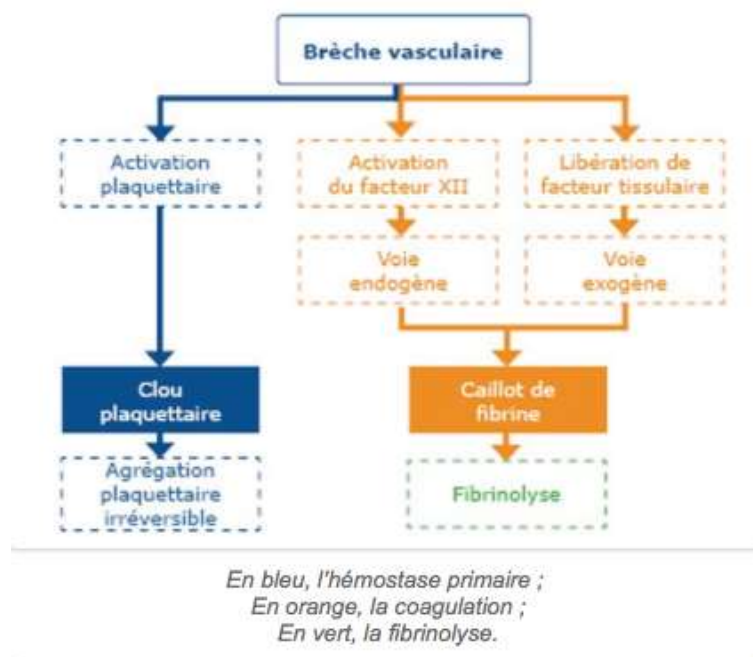 Brèche vasculaire
Activation
plaquettaire
Activation
du facteur XII
Libération de
facteur tissulaire
Voie
endogène
Voie
exogène
Clou
plaquettaire
Caillot de
fibrine
Agrégation
plaquettaire
irréversible
Fibrinolyse
En bleu, l'hémostase primaire ;
En orange, la coagulation ;
En vert, la fibrinolyse.